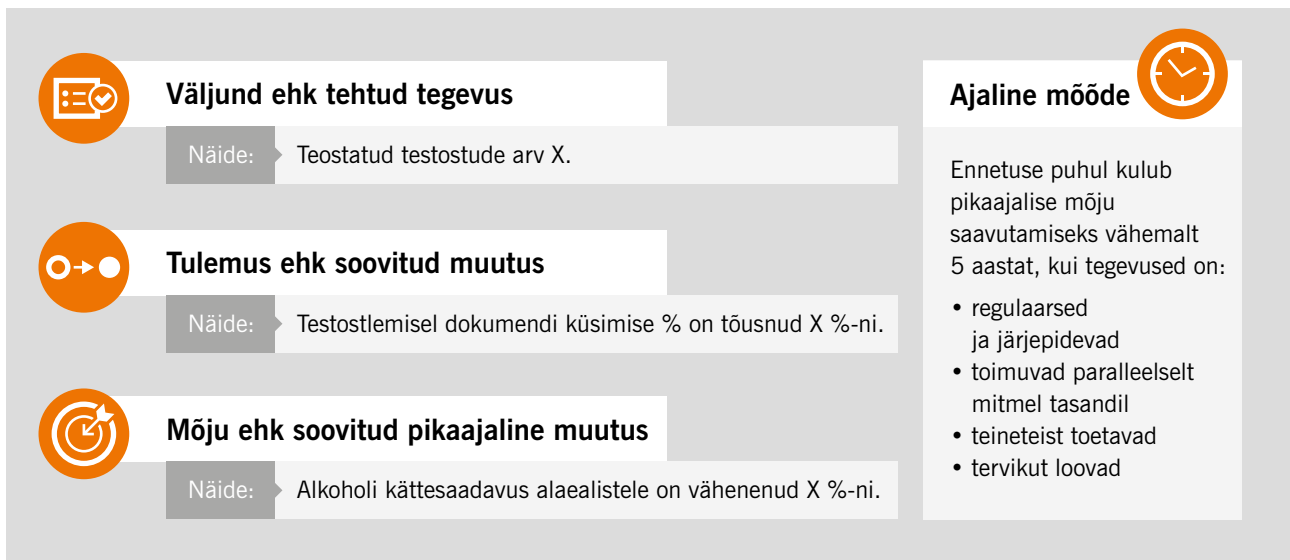 Väljund ehk tehtud tegevus
Näide:
Teostatud testostude arv X.
Tulemus ehk soovitud muutus
Näide:
Testostlemisel dokumendi küsimise % on tõusnud X %-ni.
Mõju ehk soovitud pikaajaline muutus
Näide:
Alkoholi kättesaadavus alaealistele on vähenenud X %-ni.
Ajaline mõõde
Ennetuse puhul kulub
pikaajalise mõju
saavutamiseks vähemalt
5 aastat, kui tegevused on:
• regulaarsed
ja järjepidevad
• toimuvad paralleelselt
mitmel tasandil
• teineteist toetavad
• tervikut loovad